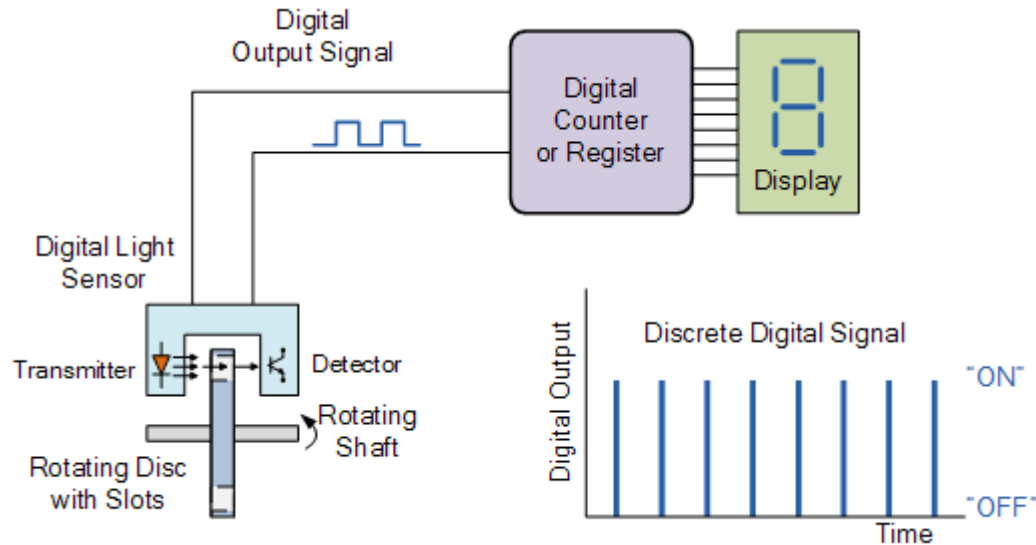 Digital
Output Signal
Digital
Counter
or Register
Display
Digital Light
Sensor
Transmitter
Detector
Rotating
Shaft
Rotating Disc
with Slots
Discrete Digital Signal
Digital Output
"ON"
"OFF"
Time